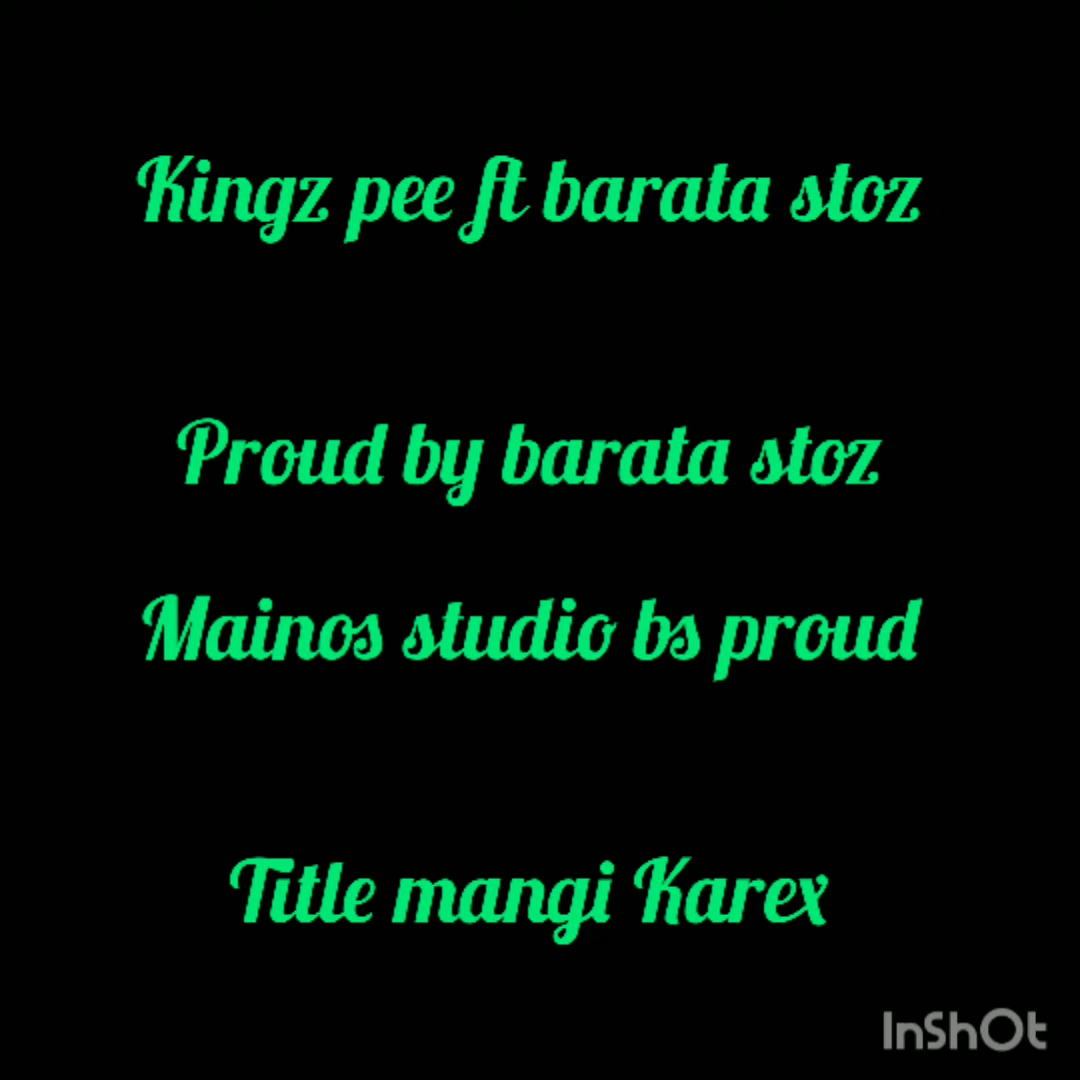 Kingz pee ft barata stoz
Proud by barata stoz
Mainos studio bs proud
Title mangi Karex
InShOt